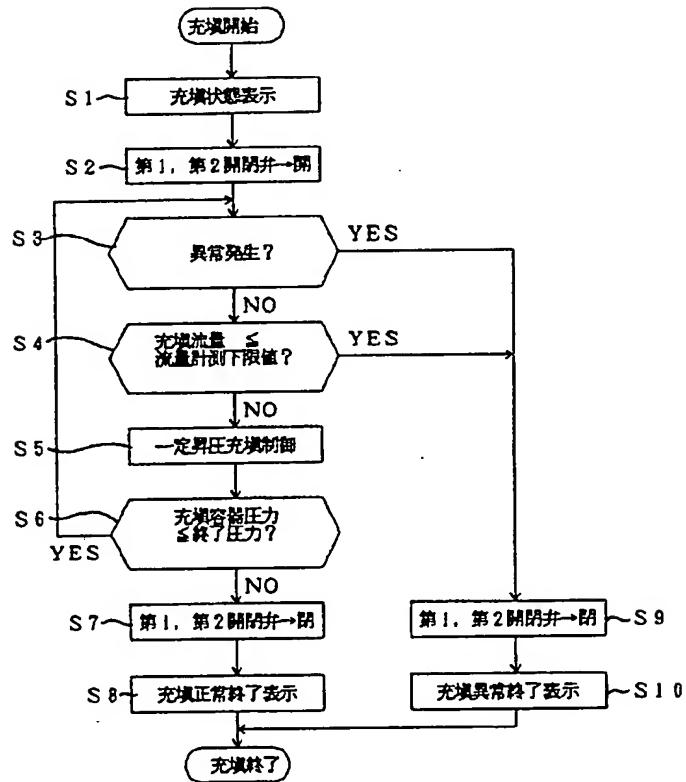 充填開始
S1 充填状態表示
S2 第1，第2開閉弁→開
S3 異常発生？ YES
NO
S4 充填流量 ≦
流量計測下限値？ YES
NO
S5 一定昇圧充填制御
S6 充填容器圧力
≦終了圧力？
YES
NO
S7 第1，第2開閉弁→閉
第1，第2開閉弁→閉 S9
S8 充填正常終了表示
充填異常終了表示 S10
充填終了